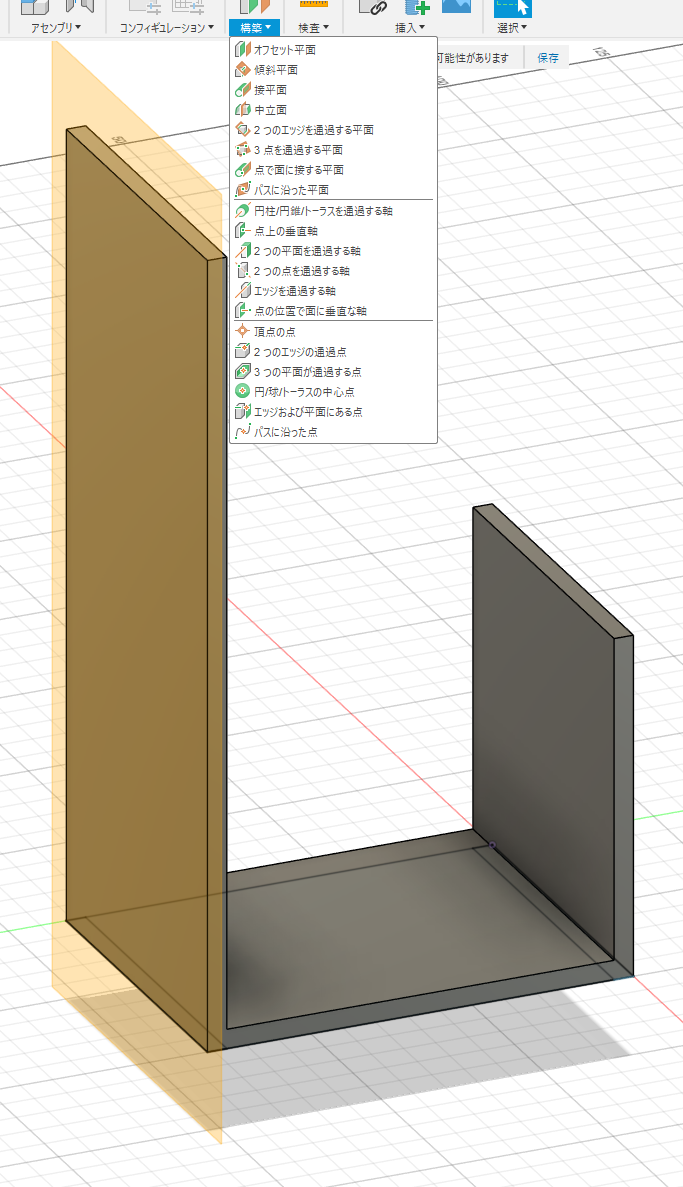 アセンブリ▼
コンフィギュレーション▼
構築▼
検査▼
挿入▼
選択▼
可能性があります
保存
オフセット平面
傾斜平面
接平面
中立面
2 つのエッジを通過する平面
3 点を通過する平面
点で面に接する平面
パスに沿った平面
円柱/円錐/トーラスを通過する軸
点上の垂直軸
2 つの平面を通過する軸
2 つの点を通過する軸
エッジを通過する軸
点の位置で面に垂直な軸
頂点の点
2 つのエッジの通過点
3 つの平面が通過する点
円/球/トーラスの中心点
エッジおよび平面にある点
パスに沿った点
125
50